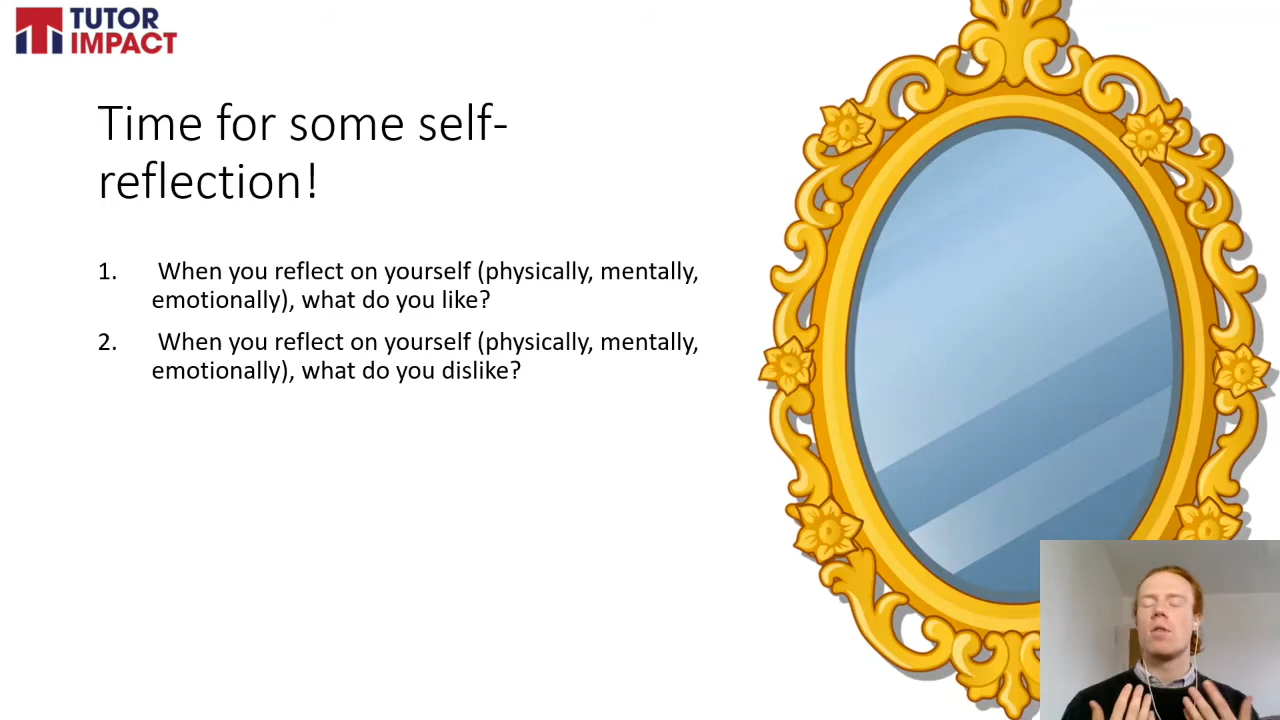 TUTOR
IMPACT
Time for some self-
reflection!
1. When you reflect on yourself (physically, mentally,
emotionally), what do you like?
2. When you reflect on yourself (physically, mentally,
emotionally), what do you dislike?